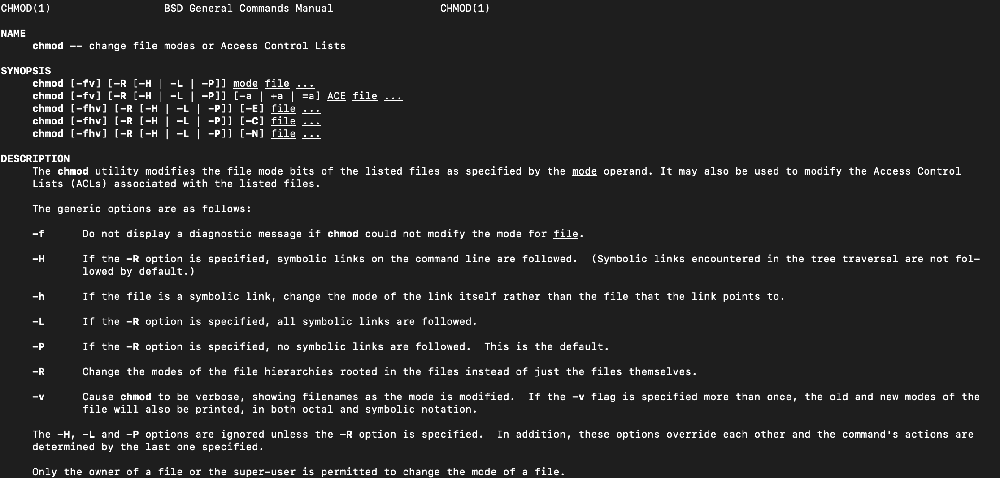 CHMOD(1)                  BSD General Commands Manual                 CHMOD(1)

NAME
     chmod -- change file modes or Access Control Lists

SYNOPSIS
     chmod [-fv] [-R [-H | -L | -P]] mode file ...
     chmod [-fv] [-R [-H | -L | -P]] [-a | +a | =a] ACE file ...
     chmod [-fhv] [-R [-H | -L | -P]] [-E] file ...
     chmod [-fhv] [-R [-H | -L | -P]] [-C] file ...
     chmod [-fhv] [-R [-H | -L | -P]] [-N] file ...

DESCRIPTION
     The chmod utility modifies the file mode bits of the listed files as specified by the mode operand. It may also be used to modify the Access Control
     Lists (ACLs) associated with the listed files.

     The generic options are as follows:

     -f      Do not display a diagnostic message if chmod could not modify the mode for file.

     -H      If the -R option is specified, symbolic links on the command line are followed.  (Symbolic links encountered in the tree traversal are not fol-
             lowed by default.)

     -h      If the file is a symbolic link, change the mode of the link itself rather than the file that the link points to.

     -L      If the -R option is specified, all symbolic links are followed.

     -P      If the -R option is specified, no symbolic links are followed.  This is the default.

     -R      Change the modes of the file hierarchies rooted in the files instead of just the files themselves.

     -v      Cause chmod to be verbose, showing filenames as the mode is modified.  If the -v flag is specified more than once, the old and new modes of the
             file will also be printed, in both octal and symbolic notation.

     The -H, -L and -P options are ignored unless the -R option is specified.  In addition, these options override each other and the command's actions are
     determined by the last one specified.

     Only the owner of a file or the super-user is permitted to change the mode of a file.